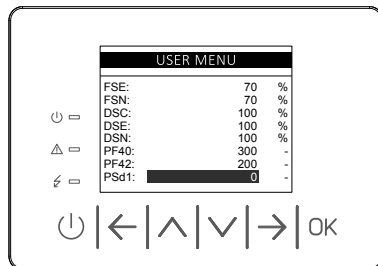 USER MENU
FSE: 70 %
FSN: 70 %
DSC: 100 %
DSE: 100 %
DSN: 100 %
PF40: 300 -
PF42: 200 -
PSd1: 0 -
OK